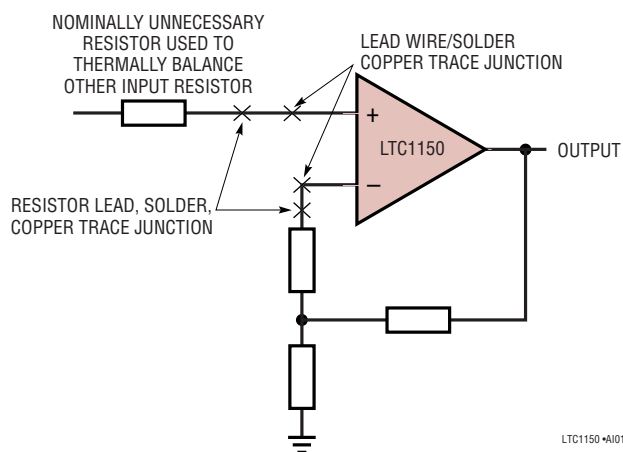 NOMINALLY UNNECESSARY
RESISTOR USED TO
THERMALLY BALANCE
OTHER INPUT RESISTOR
LEAD WIRE/SOLDER
COPPER TRACE JUNCTION
+
LTC1150
–
OUTPUT
RESISTOR LEAD, SOLDER,
COPPER TRACE JUNCTION
LTC1150 •AI01